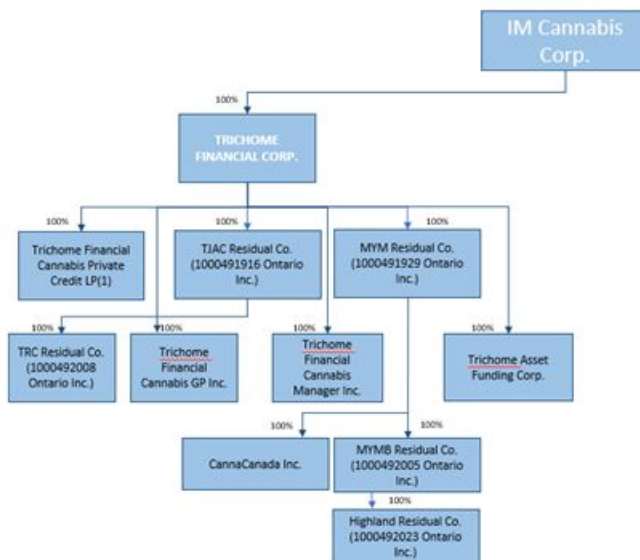 IM Cannabis
Corp.
100%
TRICHOME
FINANCIAL CORP.
100%
100%
100%
Trichome Financial
Cannabis Private
Credit LP(1)
TJAC Residual Co.
(1000491916 Ontario
Inc.)
MYM Residual Co.
(1000491929 Ontario
Inc.)
100%
100%
100%
100%
TRC Residual Co.
(1000492008
Ontario Inc.)
Trichome
Financial
Cannabis GP Inc.
Trichome
Financial
Cannabis
Manager Inc.
Trichome Asset
Funding Corp.
100%
100%
CannaCanada Inc.
MYMB Residual Co.
(1000492005 Ontario
Inc.)
100%
Highland Residual Co.
(1000492023 Ontario
Inc.)